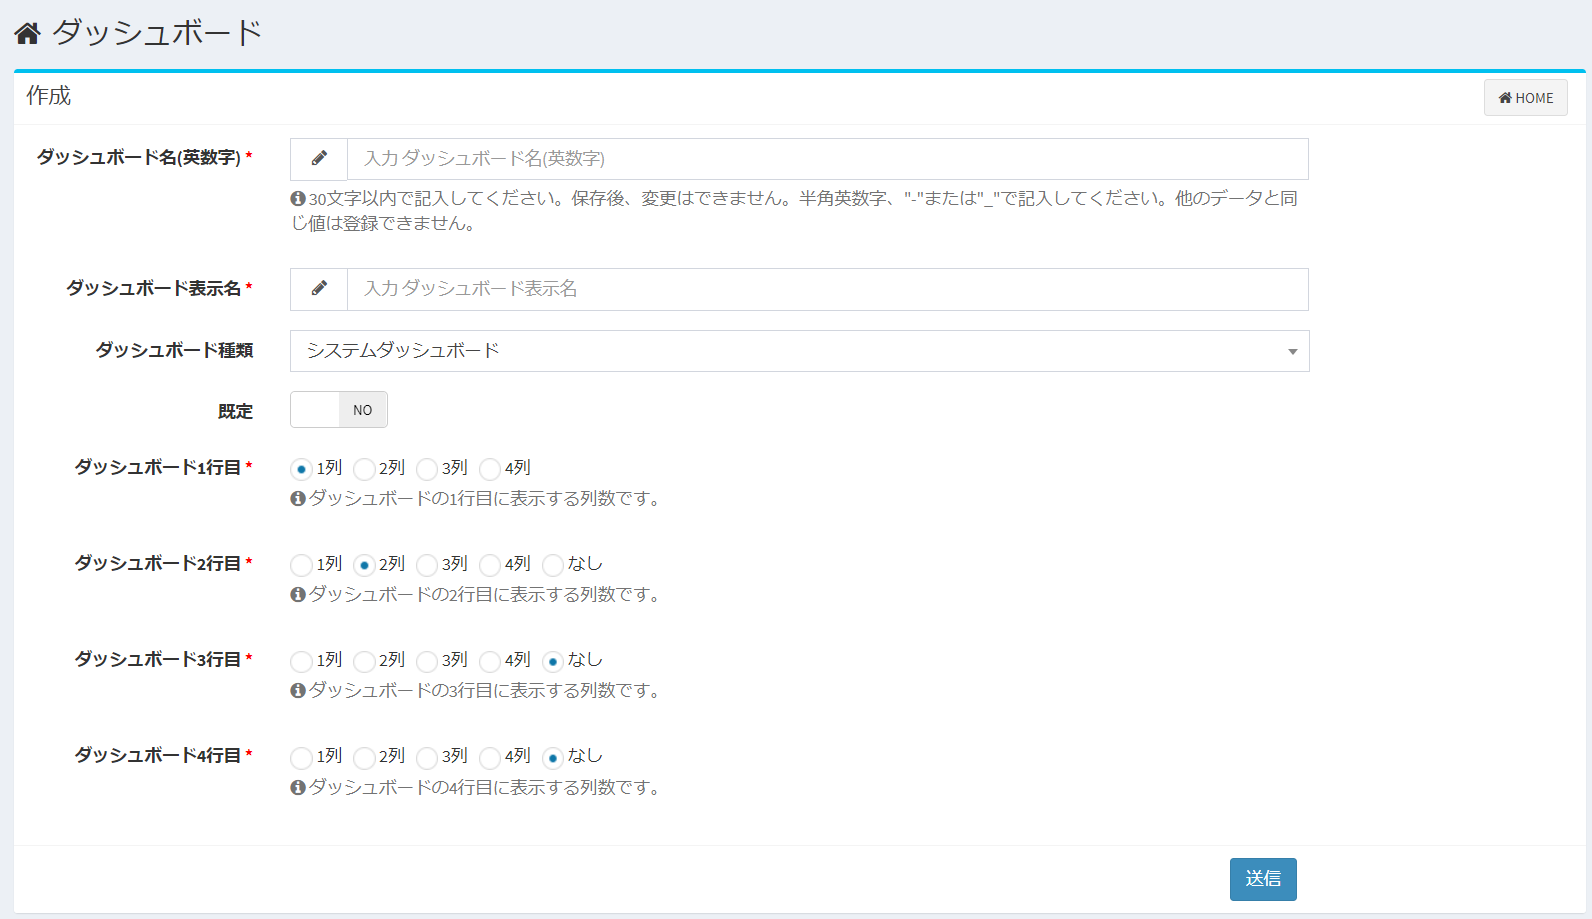 ダッシュボード
作成
HOME
ダッシュボード名(英数字) *
入力 ダッシュボード名(英数字)
30文字以内で記入してください。保存後、変更はできません。半角英数字、"-"または"_"で記入してください。他のデータと同
じ値は登録できません。
ダッシュボード表示名 *
入力 ダッシュボード表示名
ダッシュボード種類
システムダッシュボード
既定
NO
ダッシュボード1行目 *
1列 2列 3列 4列
ダッシュボードの1行目に表示する列数です。
ダッシュボード2行目 *
1列 2列 3列 4列 なし
ダッシュボードの2行目に表示する列数です。
ダッシュボード3行目 *
1列 2列 3列 4列 なし
ダッシュボードの3行目に表示する列数です。
ダッシュボード4行目 *
1列 2列 3列 4列 なし
ダッシュボードの4行目に表示する列数です。
送信